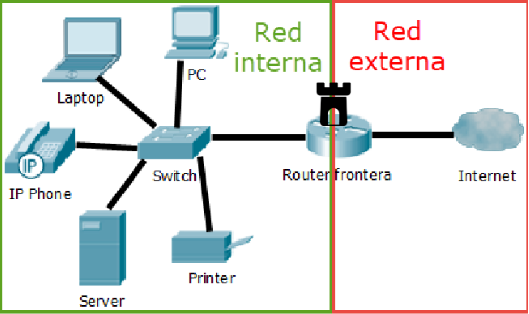 Red
interna
Red
externa
PC
Laptop
IP
IP Phone
Switch
Router frontera
Internet
Printer
Server